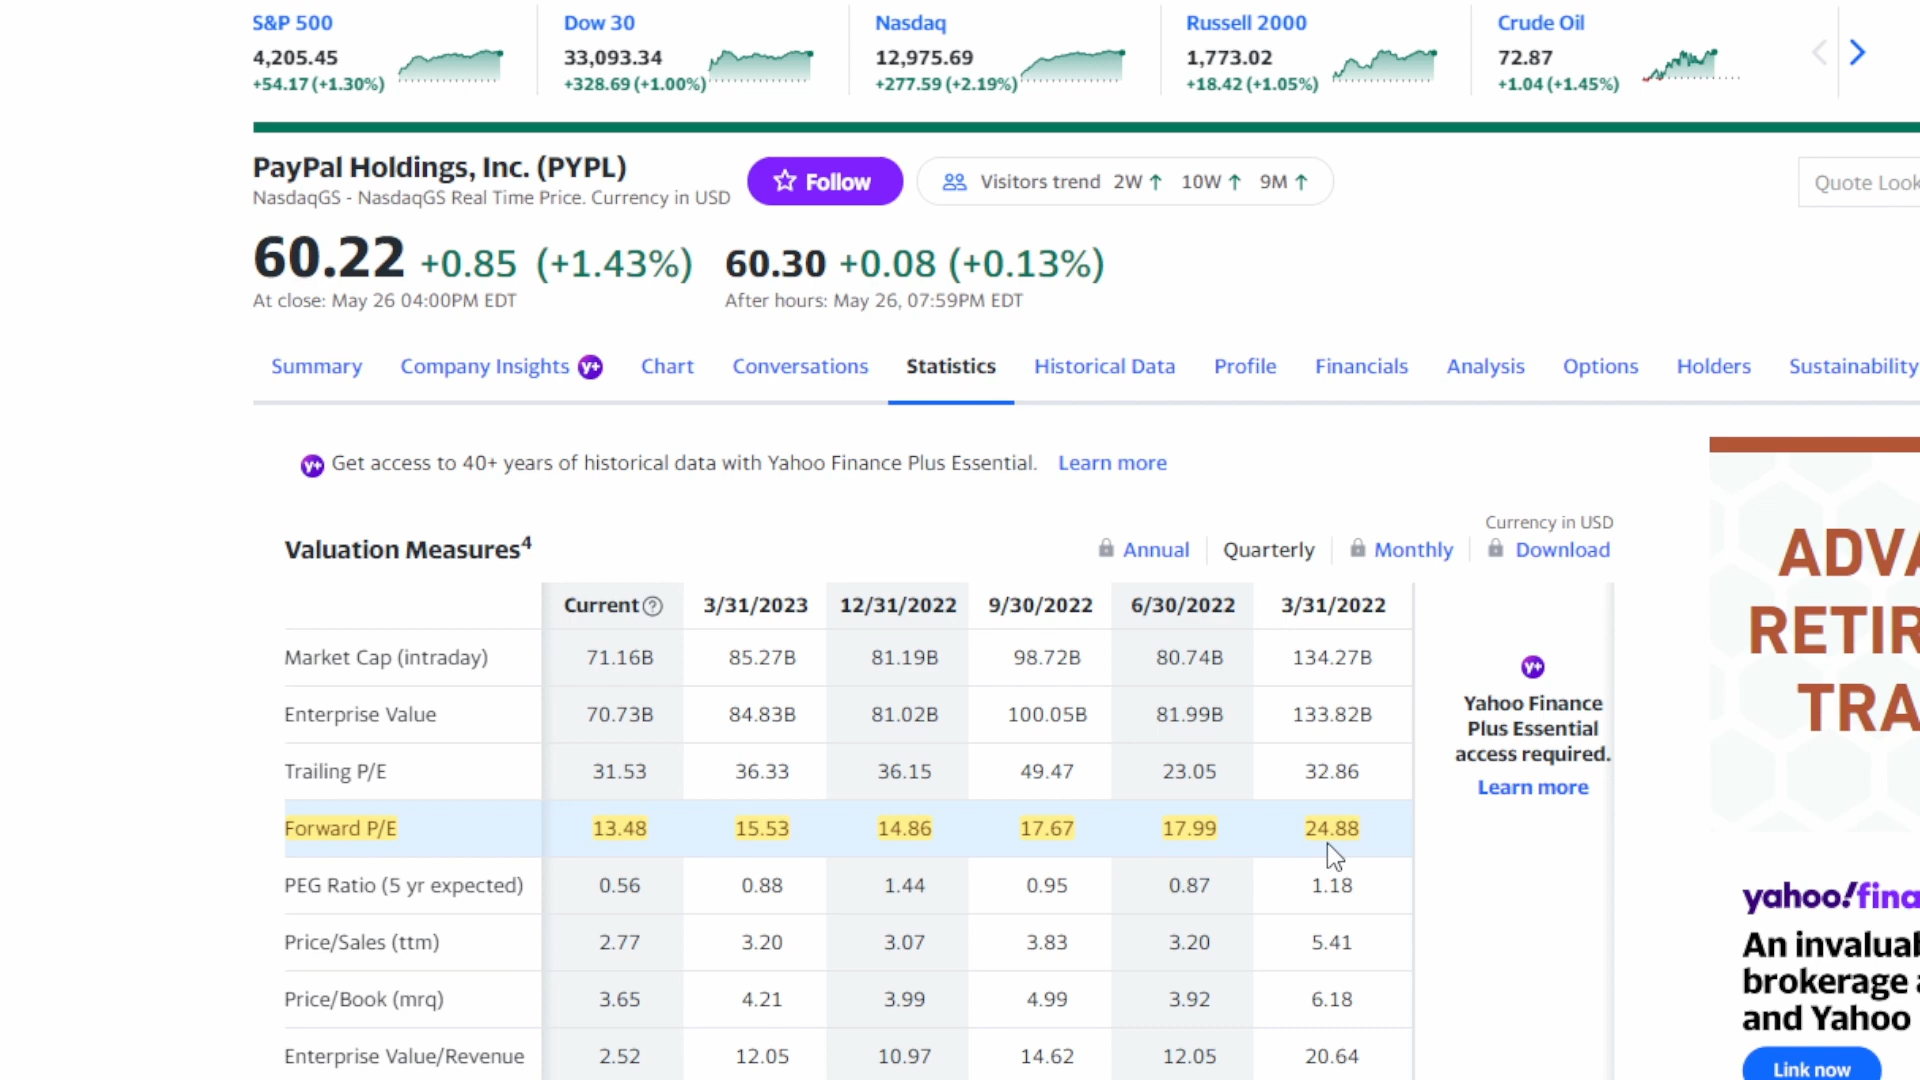 S&P 500 Dow 30 Nasdaq Russell 2000 Crude Oil
4,205.45 33,093.34 12,975.69 1,773.02 72.87
+54.17 (+1.30%) +328.69 (+1.00%) +277.59 (+2.19%) +18.42 (+1.05%) +1.04 (+1.45%)
PayPal Holdings, Inc. (PYPL)
NasdaqGS - NasdaqGS Real Time Price. Currency in USD
Follow
Visitors trend 2W ↑ 10W ↑ 9M ↑
Quote Look
60.22 +0.85 (+1.43%) 60.30 +0.08 (+0.13%)
At close: May 26 04:00PM EDT After hours: May 26, 07:59PM EDT
Summary Company Insights y+ Chart Conversations Statistics Historical Data Profile Financials Analysis Options Holders Sustainability
y+ Get access to 40+ years of historical data with Yahoo Finance Plus Essential. Learn more
Currency in USD
Valuation Measures4 Annual Quarterly Monthly Download
Current ? 3/31/2023 12/31/2022 9/30/2022 6/30/2022 3/31/2022
Market Cap (intraday) 71.16B 85.27B 81.19B 98.72B 80.74B 134.27B
Enterprise Value 70.73B 84.83B 81.02B 100.05B 81.99B 133.82B
Trailing P/E 31.53 36.33 36.15 49.47 23.05 32.86
Forward P/E 13.48 15.53 14.86 17.67 17.99 24.88
PEG Ratio (5 yr expected) 0.56 0.88 1.44 0.95 0.87 1.18
Price/Sales (ttm) 2.77 3.20 3.07 3.83 3.20 5.41
Price/Book (mrq) 3.65 4.21 3.99 4.99 3.92 6.18
Enterprise Value/Revenue 2.52 12.05 10.97 14.62 12.05 20.64
y+
Yahoo Finance
Plus Essential
access required.
Learn more
ADVA
RETIR
TRA
yahoo!fina
An invaluab
brokerage a
and Yahoo
Link now